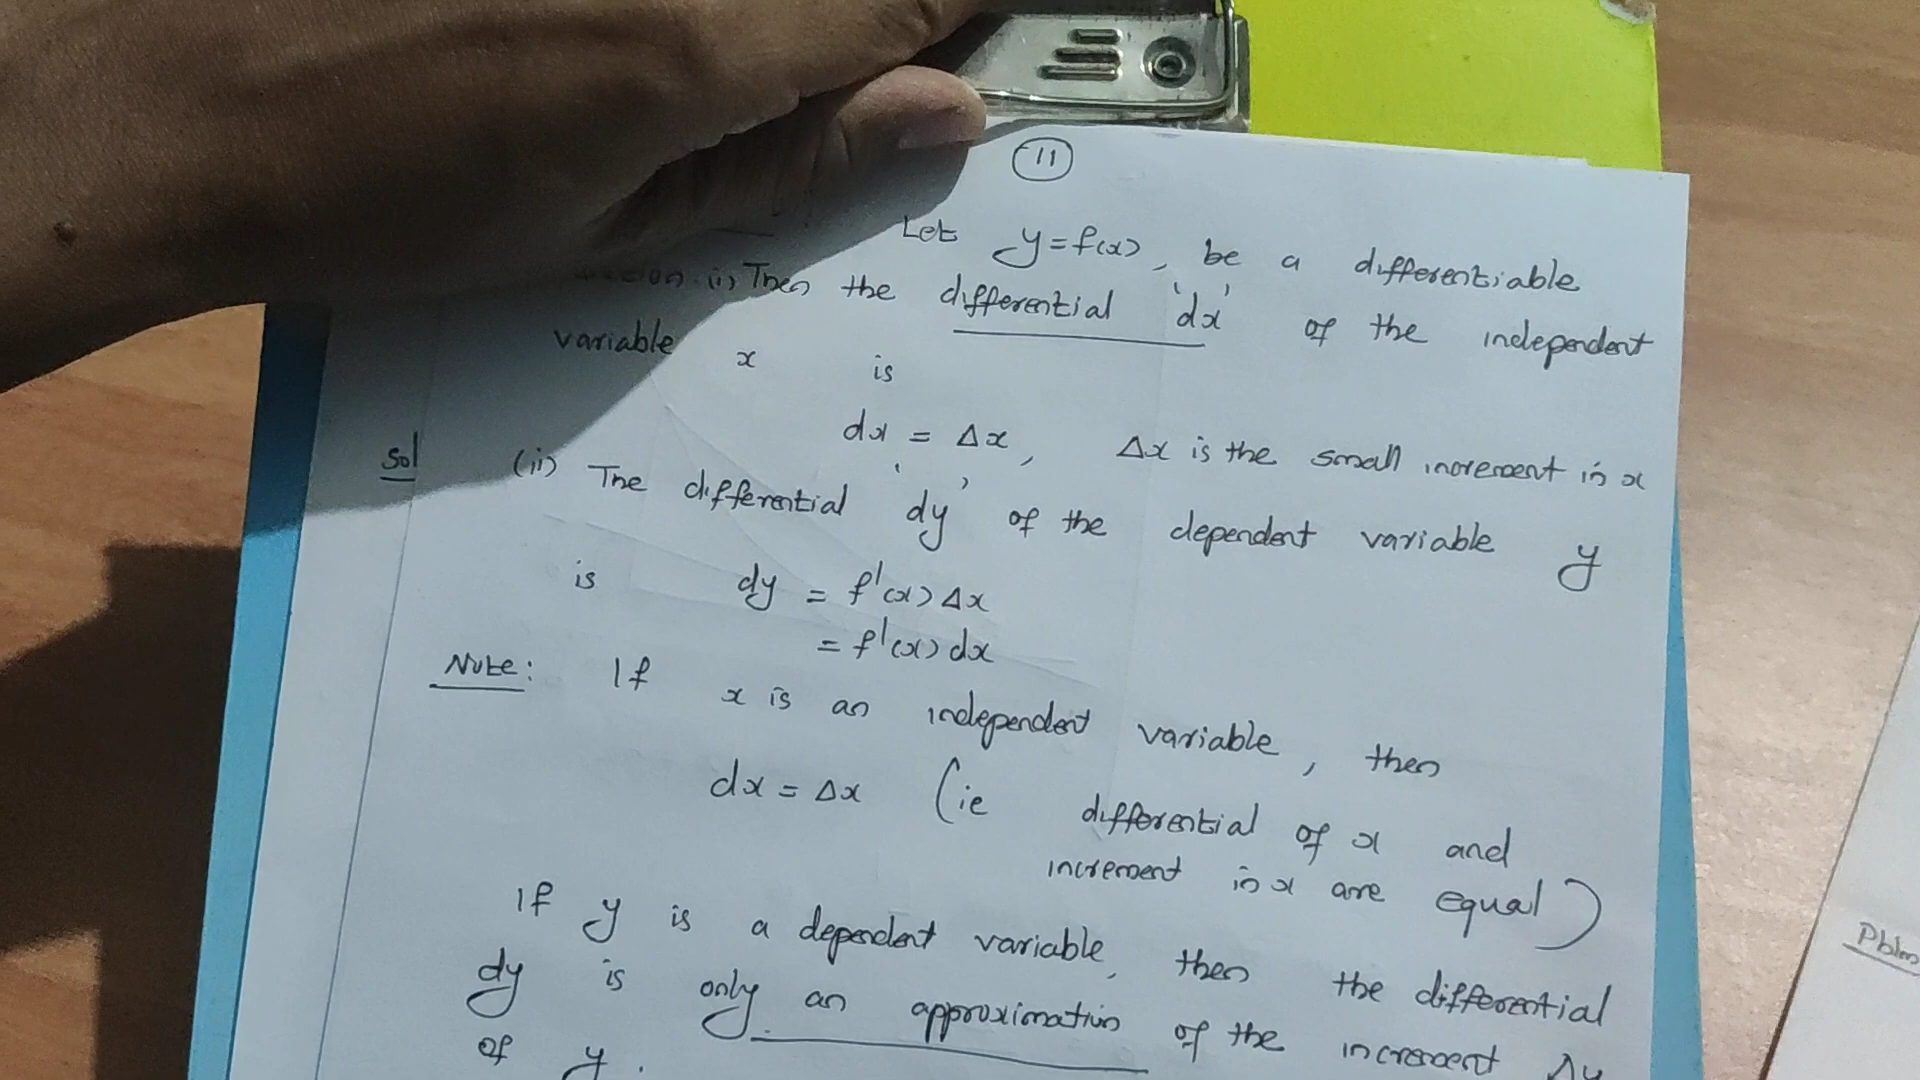 11
Let y=f(x), be a differentiable
(i) Then the differential 'dx' of the independent
variable x is
dx = Δx, Δx is the small increment in x
Sol (ii) The differential 'dy' of the dependent variable y
is dy = f'(x) Δx
= f'(x) dx
Note: If x is an independent variable, then
dx = Δx (ie differential of x and
increment in x are equal)
If y is a dependent variable, then the differential
dy is only an approximation of the increment Δy
of y.
Pblm